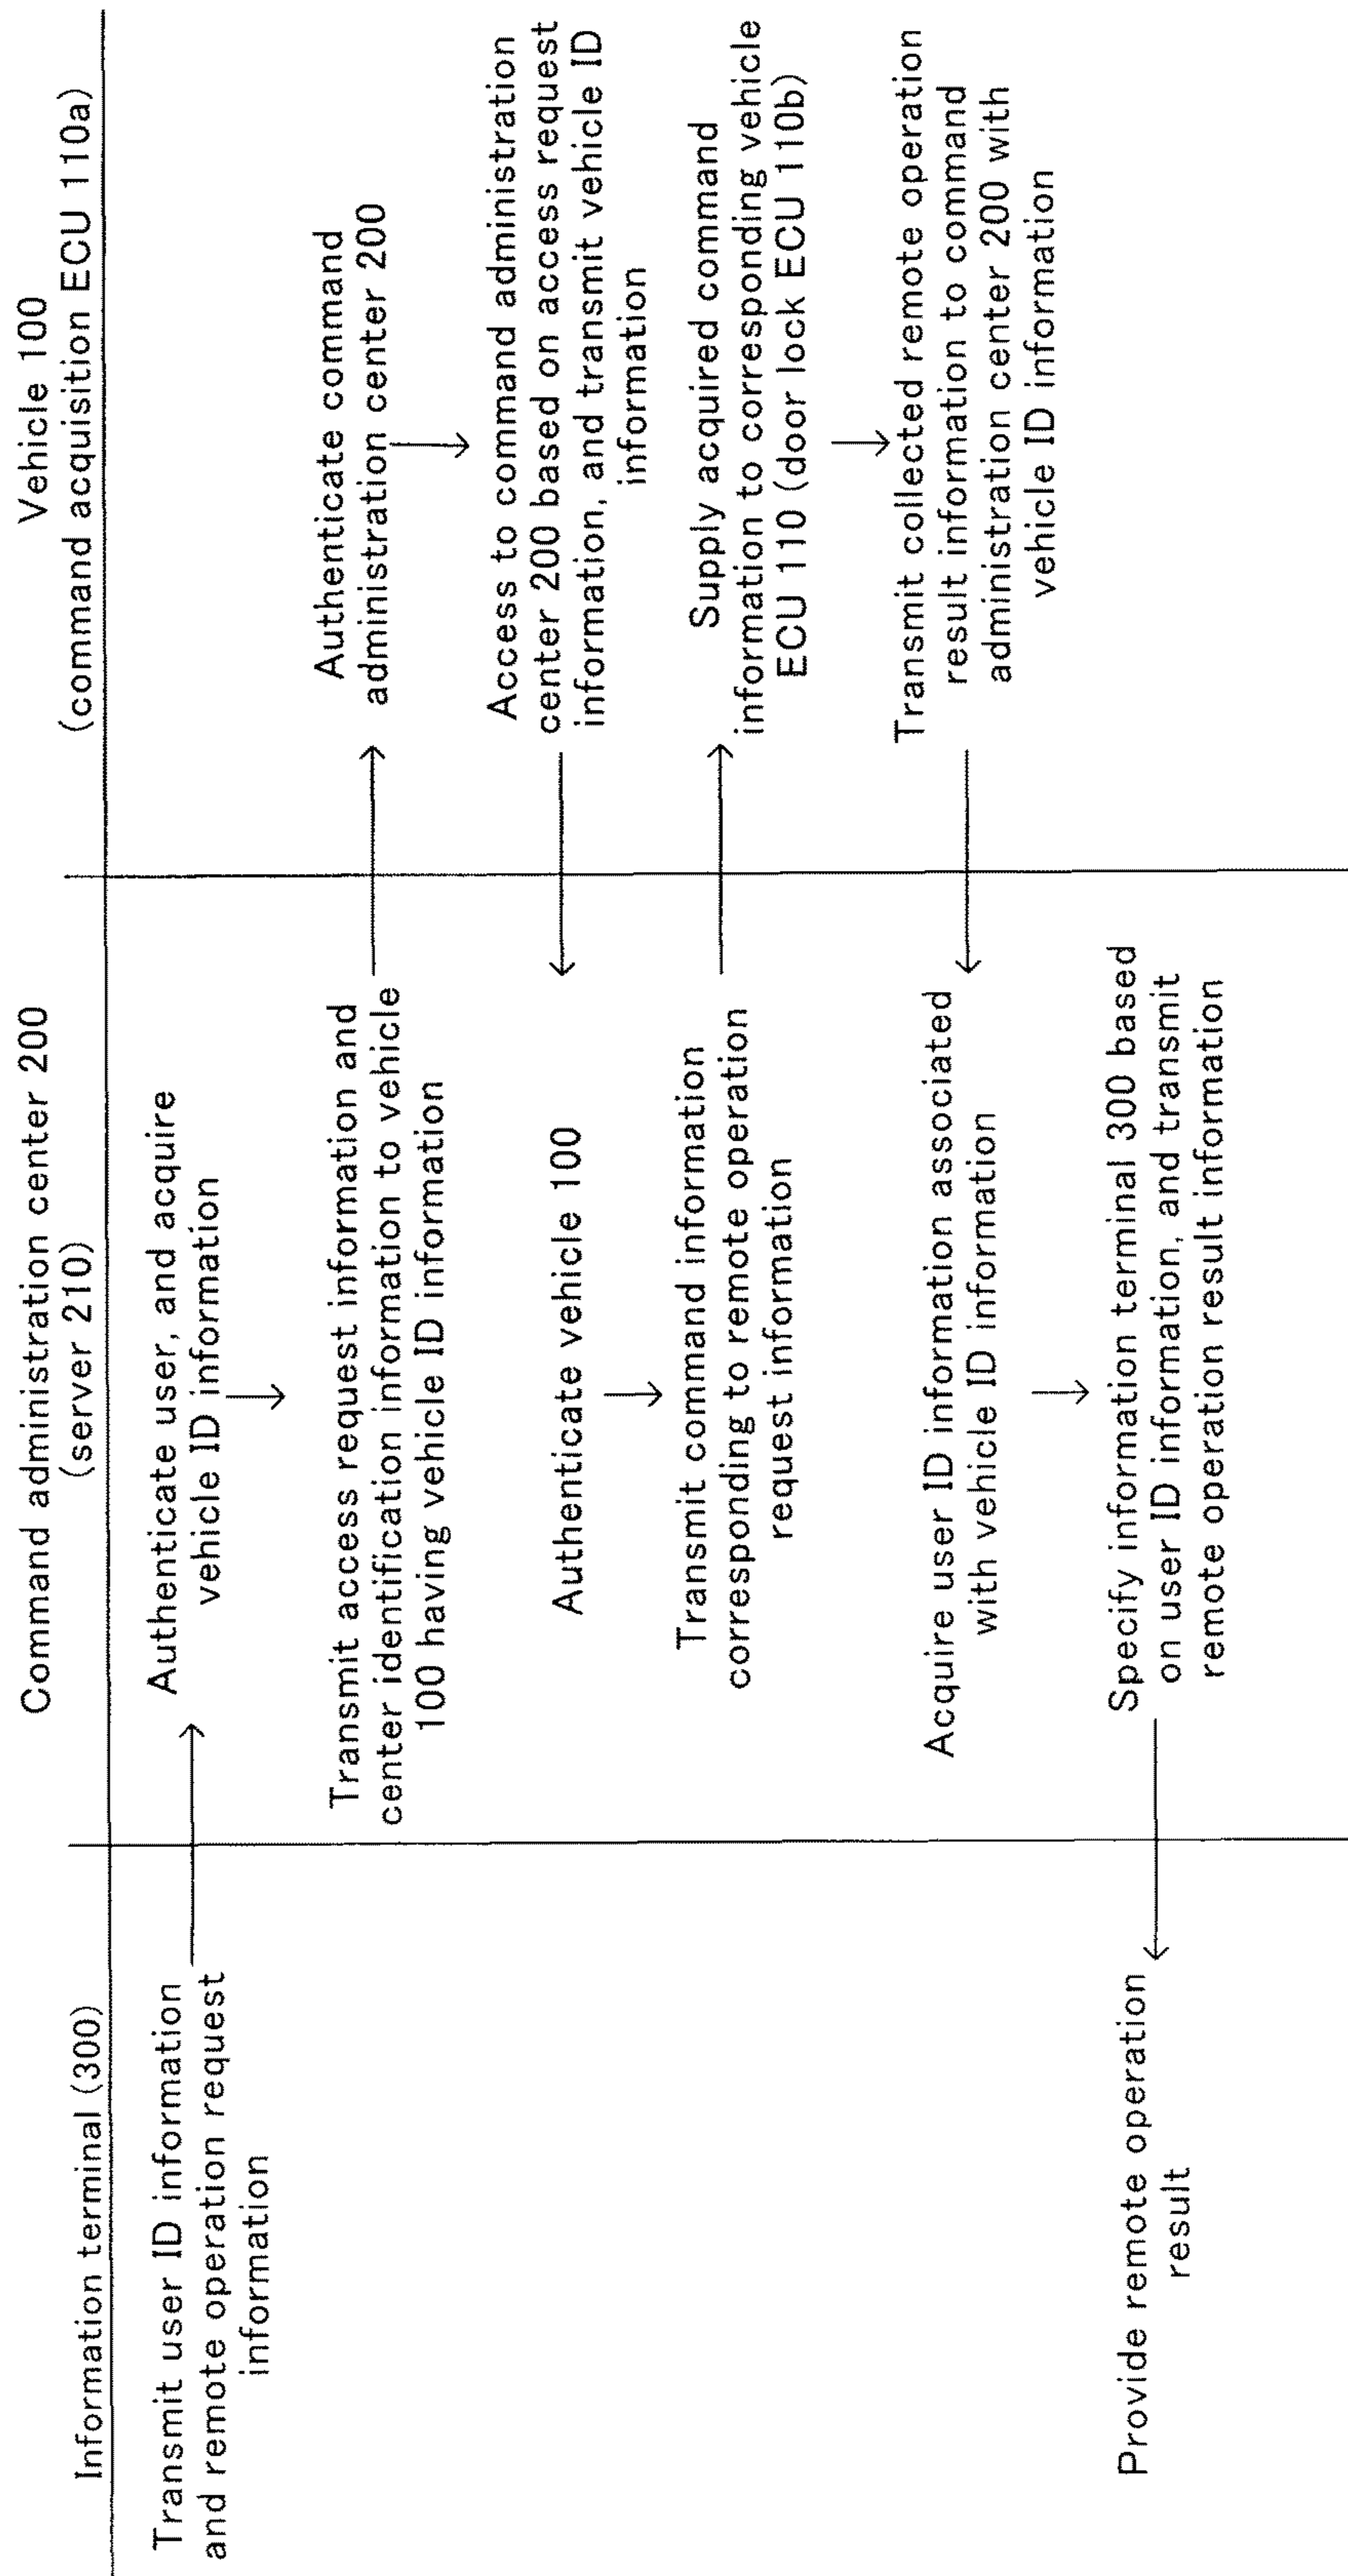 Information terminal (300)
Transmit user ID information
and remote operation request
information
Provide remote operation
result
Command administration center 200
(server 210)
Authenticate user, and acquire
vehicle ID information
Transmit access request information and
center identification information to vehicle
100 having vehicle ID information
Authenticate vehicle 100
Transmit command information
corresponding to remote operation
request information
Acquire user ID information associated
with vehicle ID information
Specify information terminal 300 based
on user ID information, and transmit
remote operation result information
Vehicle 100
(command acquisition ECU 110a)
Authenticate command
administration center 200
Access to command administration
center 200 based on access request
information, and transmit vehicle ID
information
Supply acquired command
information to corresponding vehicle
ECU 110 (door lock ECU 110b)
Transmit collected remote operation
result information to command
administration center 200 with
vehicle ID information